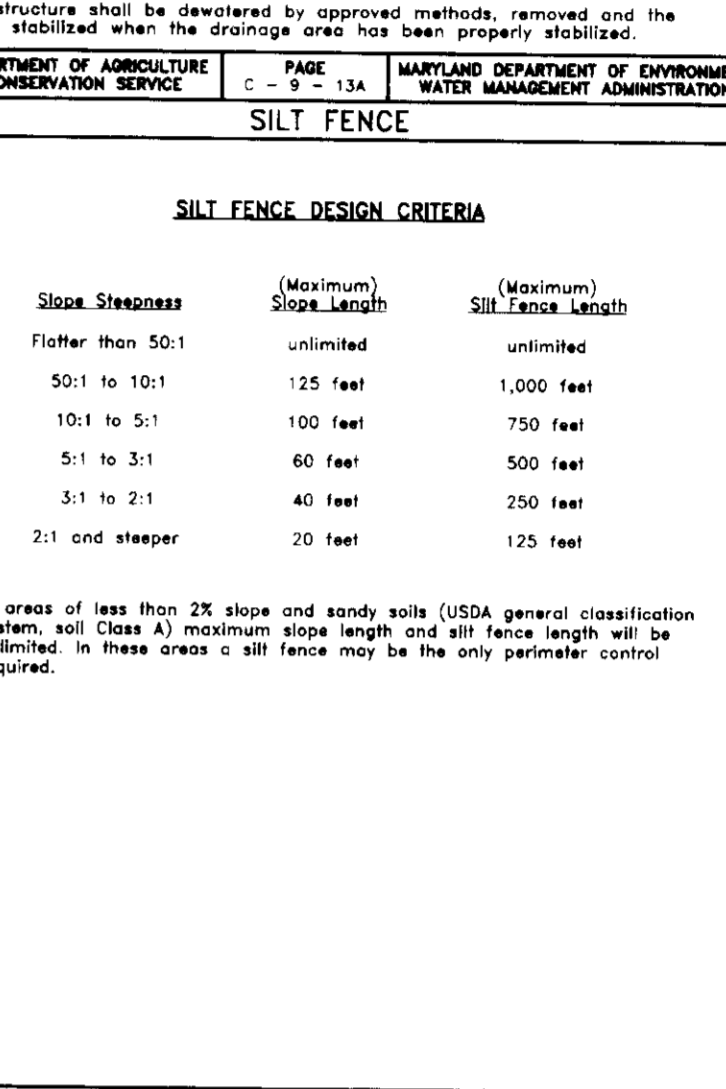 structure shall be dewatered by approved methods, removed and the
stabilized when the drainage area has been properly stabilized.
RTMENT OF AGRICULTURE
ONSERVATION SERVICE
PAGE
C - 9 - 13A
MARYLAND DEPARTMENT OF ENVIRONME
WATER MANAGEMENT ADMINISTRATION
SILT FENCE
SILT FENCE DESIGN CRITERIA
Slope Steepness (Maximum) Slope Length (Maximum) Silt Fence Length
Flatter than 50:1 unlimited unlimited
50:1 to 10:1 125 feet 1,000 feet
10:1 to 5:1 100 feet 750 feet
5:1 to 3:1 60 feet 500 feet
3:1 to 2:1 40 feet 250 feet
2:1 and steeper 20 feet 125 feet
areas of less than 2% slope and sandy soils (USDA general classification
stem, soil Class A) maximum slope length and silt fence length will be
limited. In these areas a silt fence may be the only perimeter control
quired.